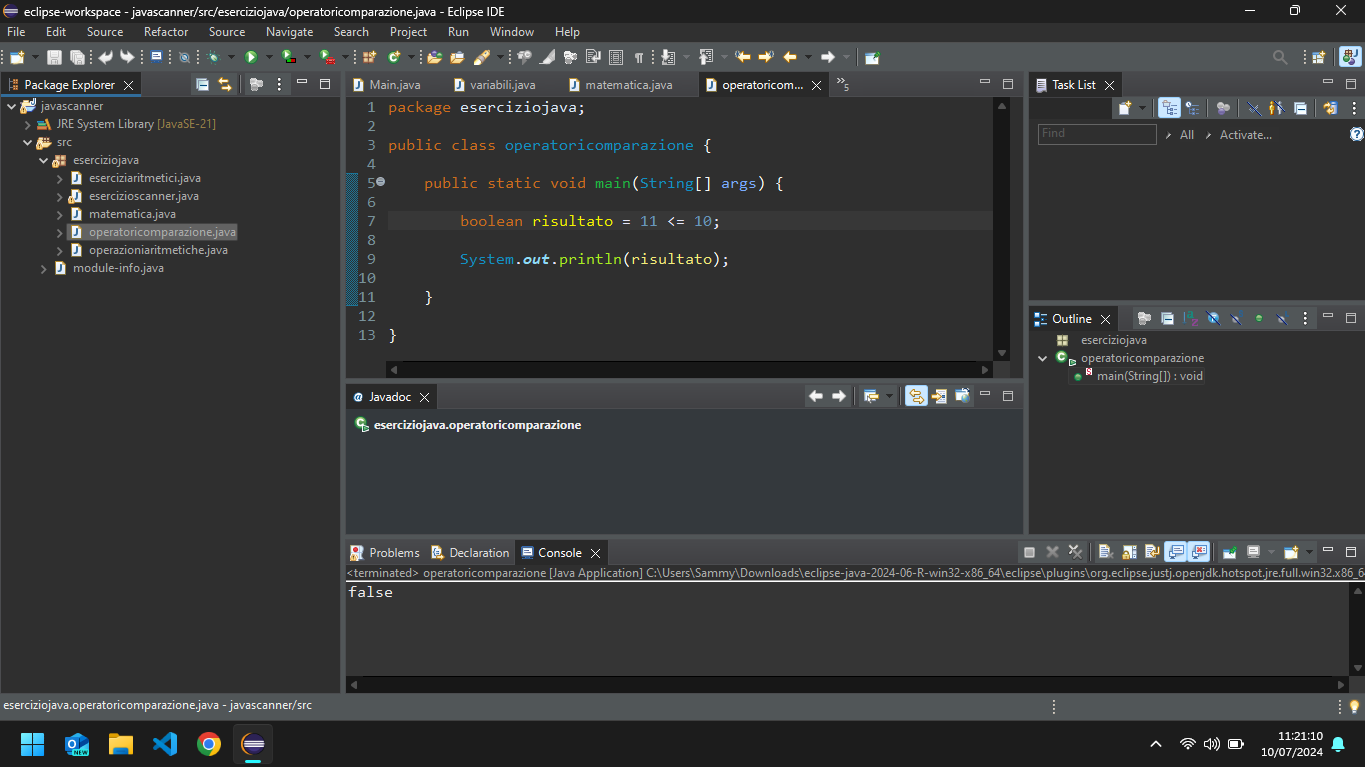 eclipse-workspace - javascanner/src/eserciziojava/operatoricomparazione.java - Eclipse IDE
File Edit Source Refactor Source Navigate Search Project Run Window Help
Package Explorer
javascanner
JRE System Library [JavaSE-21]
src
eserciziojava
eserciziaritmetici.java
esercizioscanner.java
matematica.java
operatoricomparazione.java
operazioniaritmetiche.java
module-info.java
Main.java variabili.java matematica.java operatoricom... »5
1 package eserciziojava;
2
3 public class operatoricomparazione {
4
5 public static void main(String[] args) {
6
7 boolean risultato = 11 <= 10;
8
9 System.out.println(risultato);
10
11 }
12
13 }
Javadoc
eserciziojava.operatoricomparazione
Problems Declaration Console
<terminated> operatoricomparazione [Java Application] C:\Users\Sammy\Downloads\eclipse-java-2024-06-R-win32-x86_64\eclipse\plugins\org.eclipse.justj.openjdk.hotspot.jre.full.win32.x86_6
false
Task List
Find All Activate...
Outline
eserciziojava
operatoricomparazione
main(String[]) : void
eserciziojava.operatoricomparazione.java - javascanner/src
NEW
11:21:10
10/07/2024